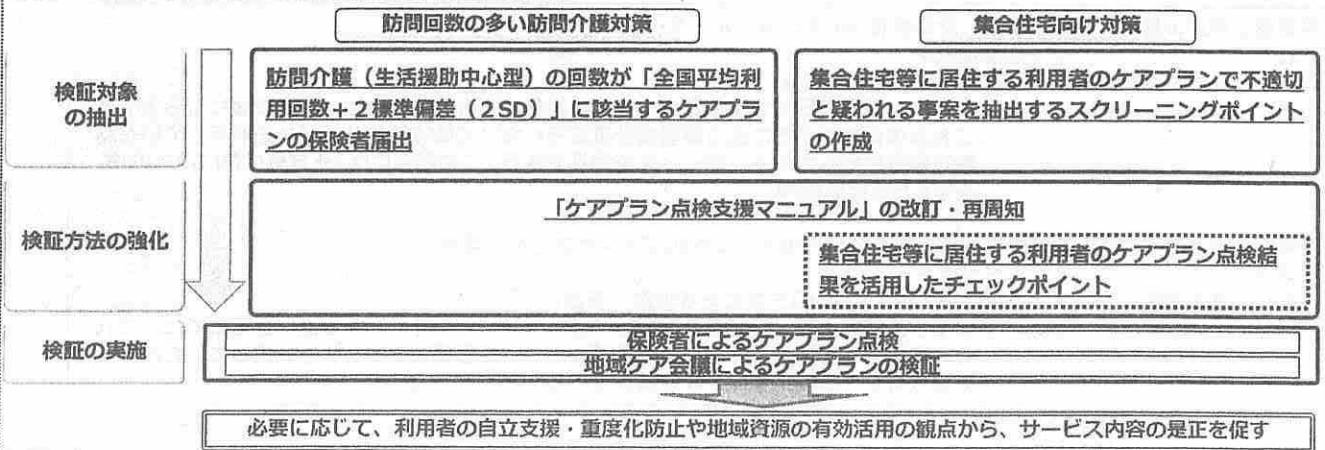 訪問回数の多い訪問介護対策
集合住宅向け対策
検証対象
の抽出
訪問介護(生活援助中心型)の回数が「全国平均利
用回数+2標準偏差(2SD)」に該当するケアプラ
ンの保険者届出
集合住宅等に居住する利用者のケアプランで不適切
と疑われる事案を抽出するスクリーニングポイント
の作成
検証方法の強化
「ケアプラン点検支援マニュアル」の改訂・再周知
集合住宅等に居住する利用者のケアプラン点検結
果を活用したチェックポイント
検証の実施
保険者によるケアプラン点検
地域ケア会議によるケアプランの検証
必要に応じて、利用者の自立支援・重度化防止や地域資源の有効活用の観点から、サービス内容の是正を促す